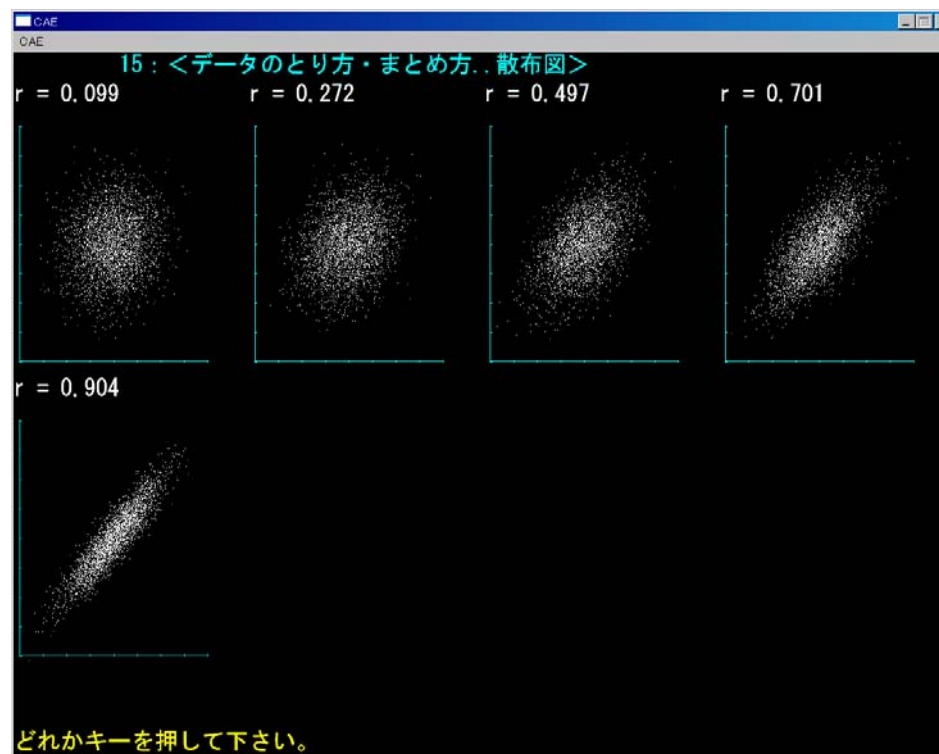 CAE
CAE
15:<データのとり方・まとめ方..散布図>
r = 0.099
r = 0.272
r = 0.497
r = 0.701
r = 0.904
どれかキーを押して下さい。